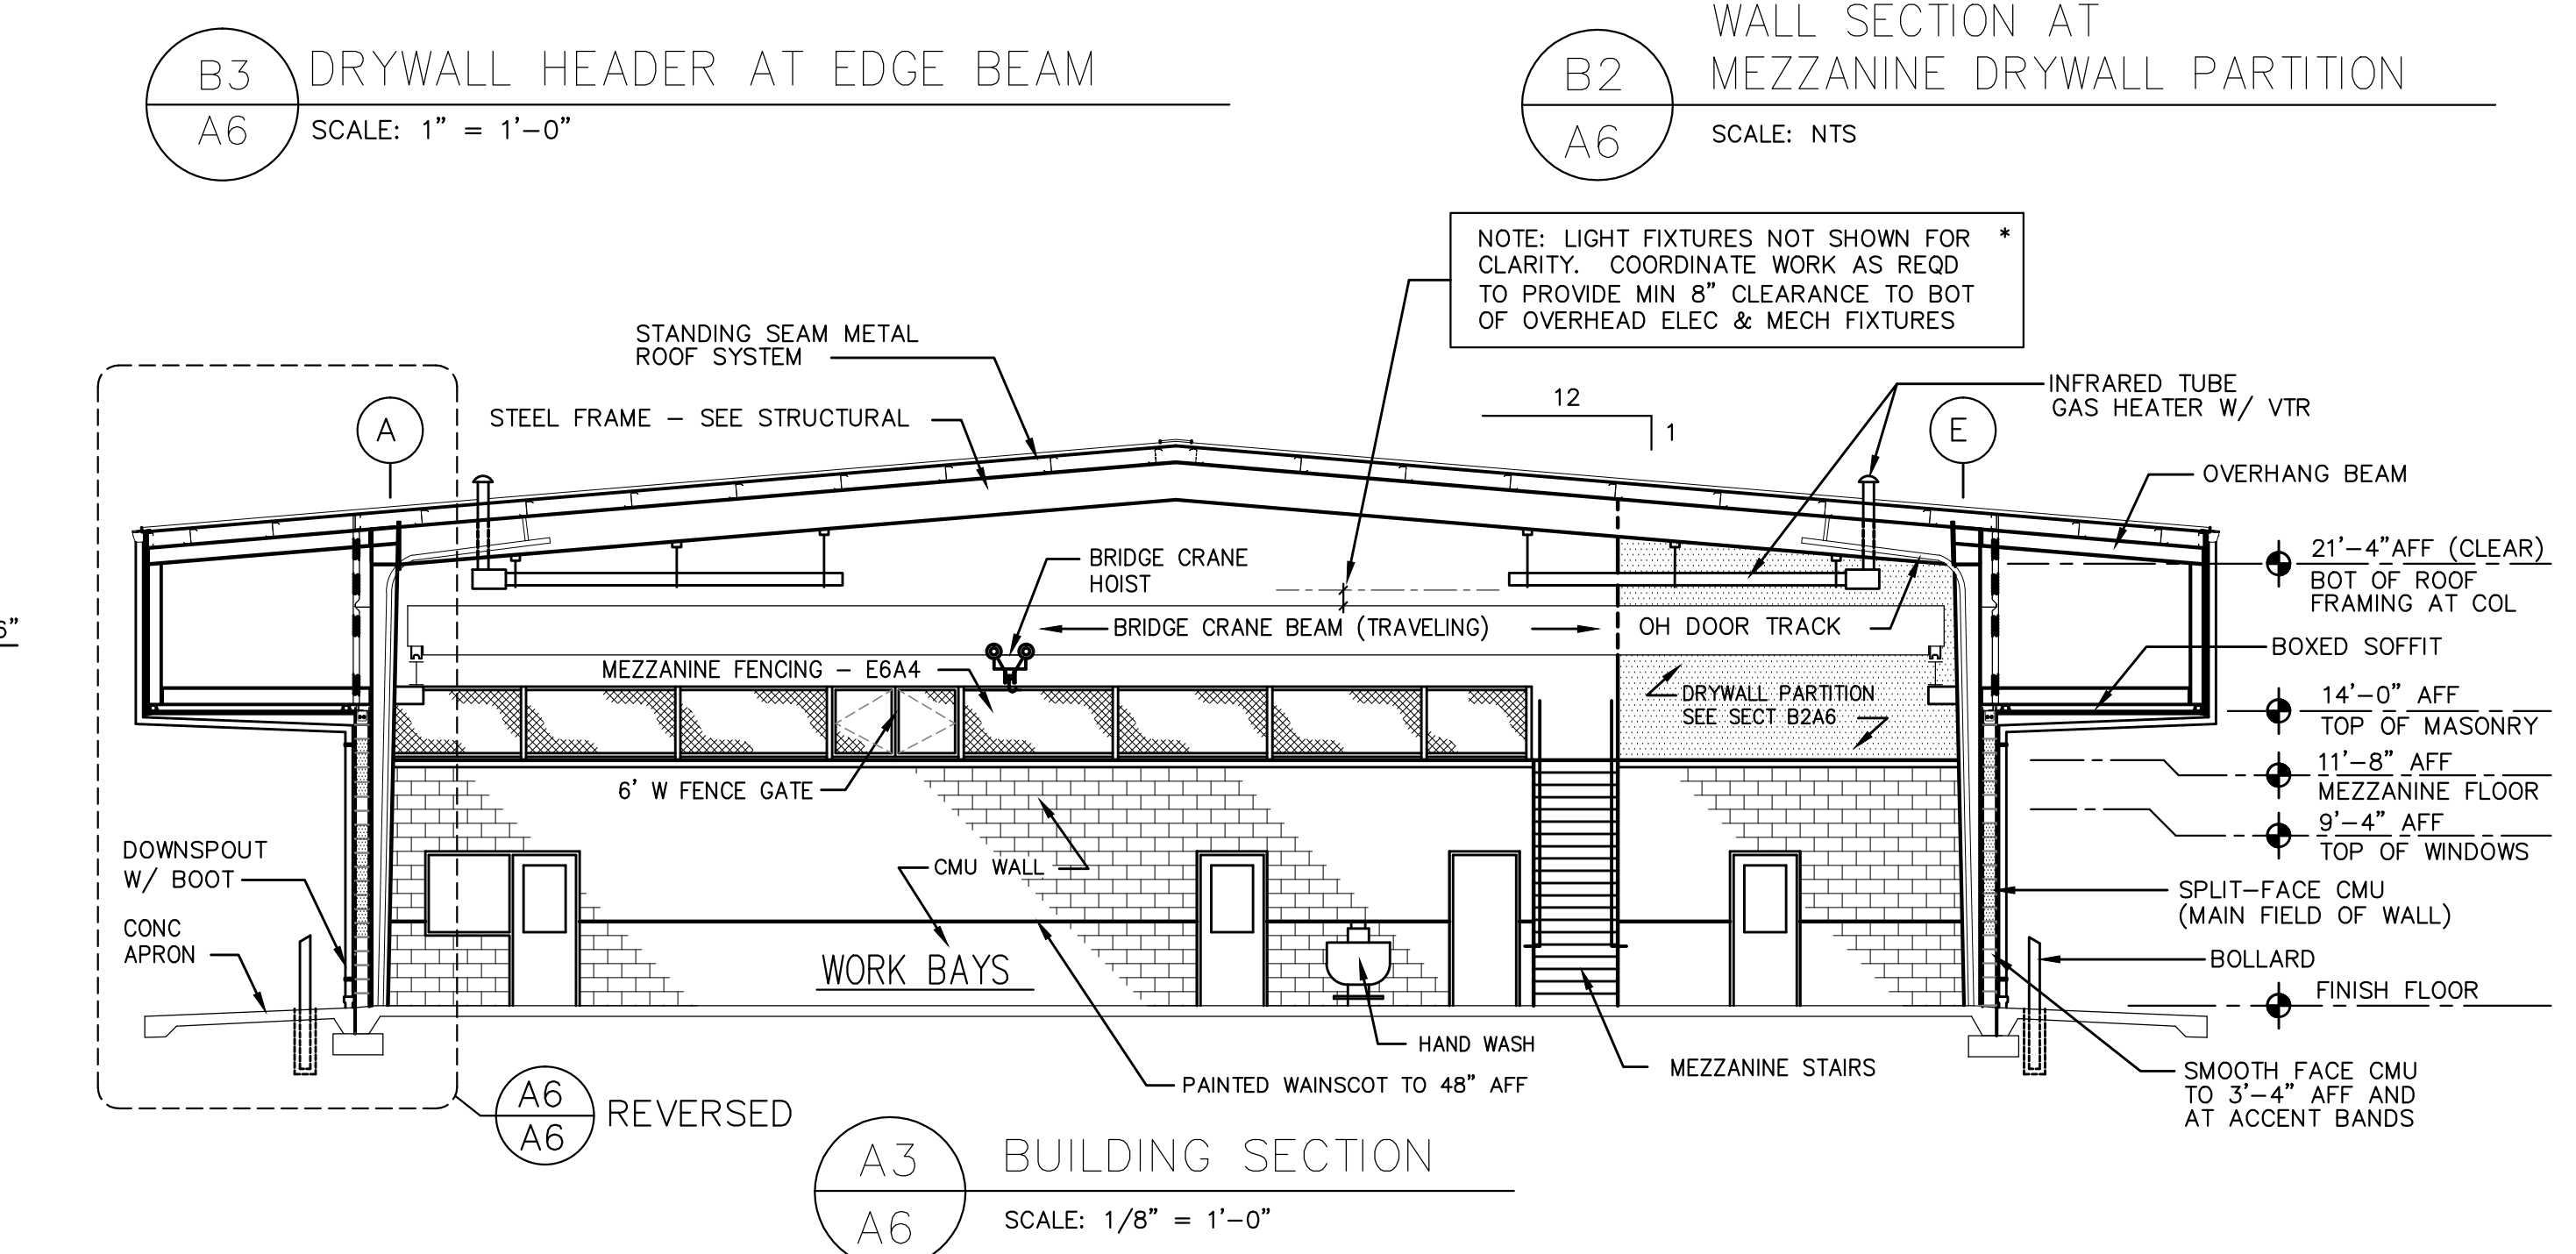 B3
A6
DRYWALL HEADER AT EDGE BEAM
SCALE: 1" = 1'-0"
B2
A6
WALL SECTION AT
MEZZANINE DRYWALL PARTITION
SCALE: NTS
NOTE: LIGHT FIXTURES NOT SHOWN FOR *
CLARITY. COORDINATE WORK AS REQD
TO PROVIDE MIN 8" CLEARANCE TO BOT
OF OVERHEAD ELEC & MECH FIXTURES
STANDING SEAM METAL
ROOF SYSTEM
STEEL FRAME - SEE STRUCTURAL
12
1
INFRARED TUBE
GAS HEATER W/ VTR
A
E
OVERHANG BEAM
21'-4" AFF (CLEAR)
BOT OF ROOF
FRAMING AT COL
BRIDGE CRANE
HOIST
BRIDGE CRANE BEAM (TRAVELING)
OH DOOR TRACK
6"
BOXED SOFFIT
MEZZANINE FENCING - E6A4
DRYWALL PARTITION
SEE SECT B2A6
14'-0" AFF
TOP OF MASONRY
11'-8" AFF
MEZZANINE FLOOR
6' W FENCE GATE
9'-4" AFF
TOP OF WINDOWS
DOWNSPOUT
W/ BOOT
CMU WALL
SPLIT-FACE CMU
(MAIN FIELD OF WALL)
CONC
APRON
WORK BAYS
BOLLARD
FINISH FLOOR
HAND WASH
MEZZANINE STAIRS
PAINTED WAINSCOT TO 48" AFF
SMOOTH FACE CMU
TO 3'-4" AFF AND
AT ACCENT BANDS
A6
A6
REVERSED
A3
A6
BUILDING SECTION
SCALE: 1/8" = 1'-0"